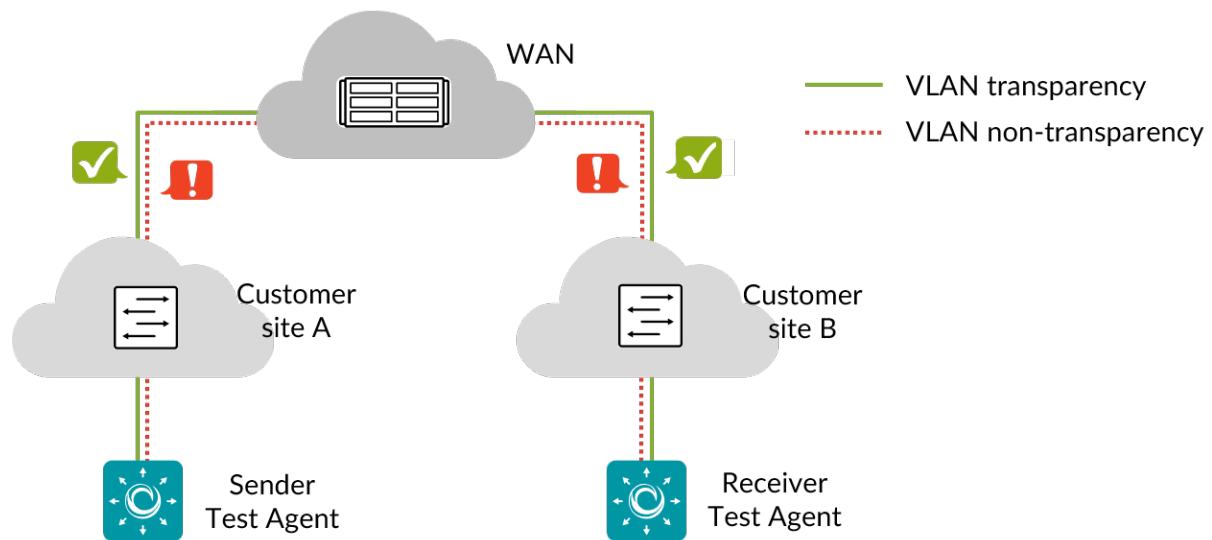 WAN
VLAN transparency
VLAN non-transparency
Customer
site A
Customer
site B
Sender
Test Agent
Receiver
Test Agent